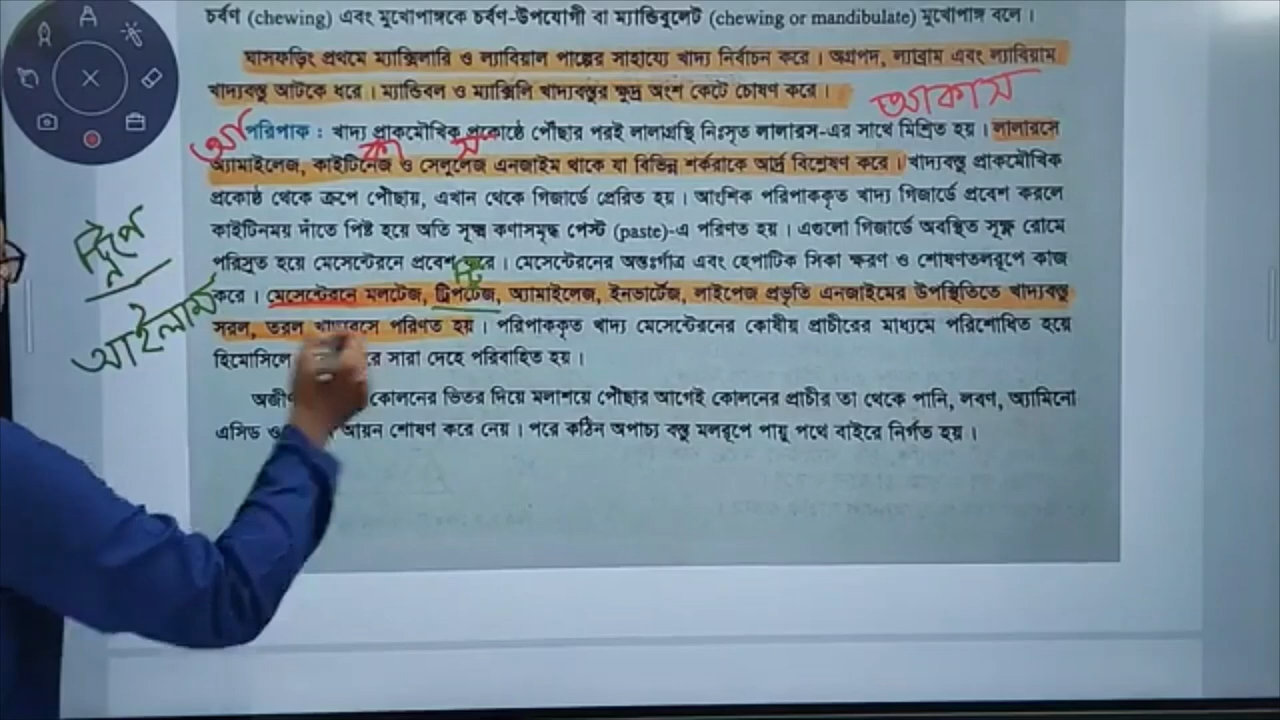 চর্বণ (chewing) এবং মুখোপাঙ্গকে চর্বণ-উপযোগী বা ম্যান্ডিবুলেট (chewing or mandibulate) মুখোপাঙ্গ বলে।
ঘাসফড়িং প্রথমে ম্যাক্সিলারি ও ল্যাবিয়াল পাল্পের সাহায্যে খাদ্য নির্বাচন করে। অগ্রপদ, ল্যাব্রাম এবং ল্যাবিয়াম
খাদ্যবস্তু আটকে ধরে। ম্যান্ডিবল ও ম্যাক্সিলি খাদ্যবস্তুর ক্ষুদ্র অংশ কেটে চোষণ করে।
আকাস
পরিপাক : খাদ্য প্রাকমৌখিক প্রকোষ্ঠে পৌঁছার পরই লালাগ্রন্থি নিঃসৃত লালারস-এর সাথে মিশ্রিত হয়। লালারসে
আ কা স
অ্যামাইলেজ, কাইটিনেজ ও সেলুলেজ এনজাইম থাকে যা বিভিন্ন শর্করাকে আর্দ্র বিশ্লেষণ করে। খাদ্যবস্তু প্রাকমৌখিক
প্রকোষ্ঠ থেকে ক্রপে পৌঁছায়, এখান থেকে গিজার্ডে প্রেরিত হয়। আংশিক পরিপাককৃত খাদ্য গিজার্ডে প্রবেশ করলে
কাইটিনময় দাঁতে পিষ্ট হয়ে অতি সূক্ষ্ম কণাসমৃদ্ধ পেস্ট (paste)-এ পরিণত হয়। এগুলো গিজার্ডে অবস্থিত সূক্ষ্ম রোমে
পরিস্রুত হয়ে মেসেন্টেরনে প্রবেশ করে। মেসেন্টেরনের অন্তঃর্গাত্র এবং হেপাটিক সিকা ক্ষরণ ও শোষণতলরূপে কাজ
করে। মেসেন্টেরনে মলটেজ, ট্রিপটেজ, অ্যামাইলেজ, ইনভার্টেজ, লাইপেজ প্রভৃতি এনজাইমের উপস্থিতিতে খাদ্যবস্তু
আইলাম
সরল, তরল খাদ্যরসে পরিণত হয়। পরিপাককৃত খাদ্য মেসেন্টেরনের কোষীয় প্রাচীরের মাধ্যমে পরিশোধিত হয়ে
হিমোসিলে সারা দেহে পরিবাহিত হয়।
কোলনের ভিতর দিয়ে মলাশয়ে পৌঁছার আগেই কোলনের প্রাচীর তা থেকে পানি, লবণ, অ্যামিনো
এসিড ও আয়ন শোষণ করে নেয়। পরে কঠিন অপাচ্য বস্তু মলরূপে পায়ু পথে বাইরে নির্গত হয়।